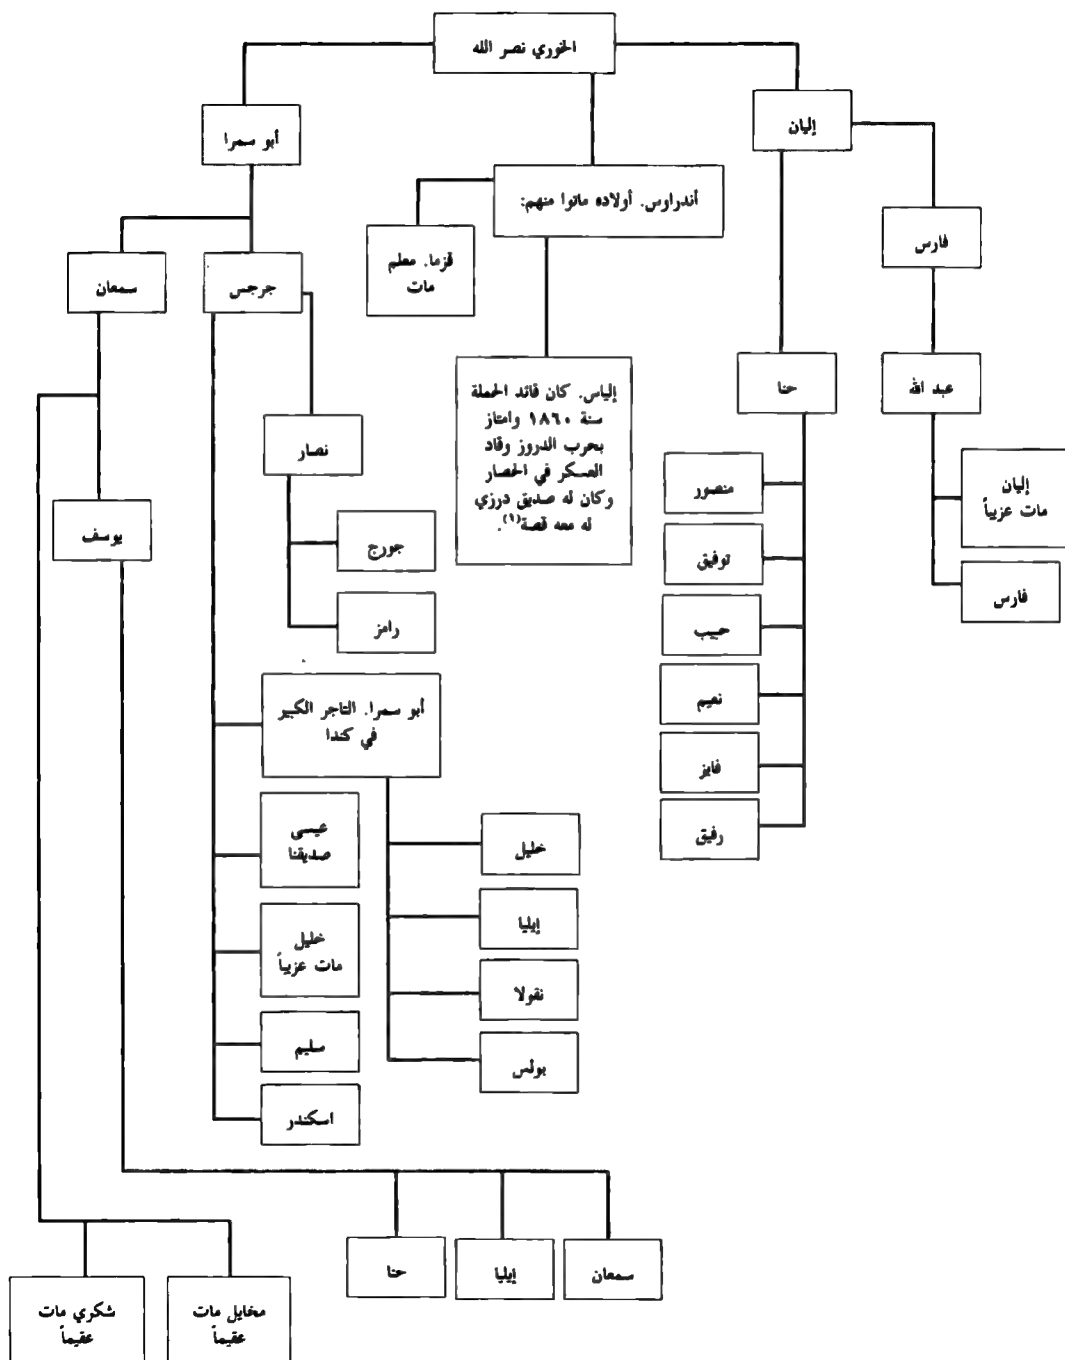 الخوري نصر الله
إليان
أبو سمرا
أندراوس. أولاده ماتوا منهم:
فارس
قزما. معلم
مات
جرجس
سمعان
عبد الله
حنا
إلياس. كان قائد الحملة
سنة ١٨٦٠ وامتاز
بحرب الدروز وقاد
العسكر في الحصار
وكان له صديق درزي
له معه قصة(١).
نصار
إليان
مات عزيباً
منصور
يوسف
جورج
توفيق
فارس
رامز
حبيب
نعيم
أبو سمرا. التاجر الكبير
في كندا
فايز
رفيق
خليل
عيسى
صديقنا
إيليا
خليل
مات عزيباً
نقولا
سليم
بولس
اسكندر
سمعان
إيليا
حنا
مخايل مات
عقيماً
شكري مات
عقيماً